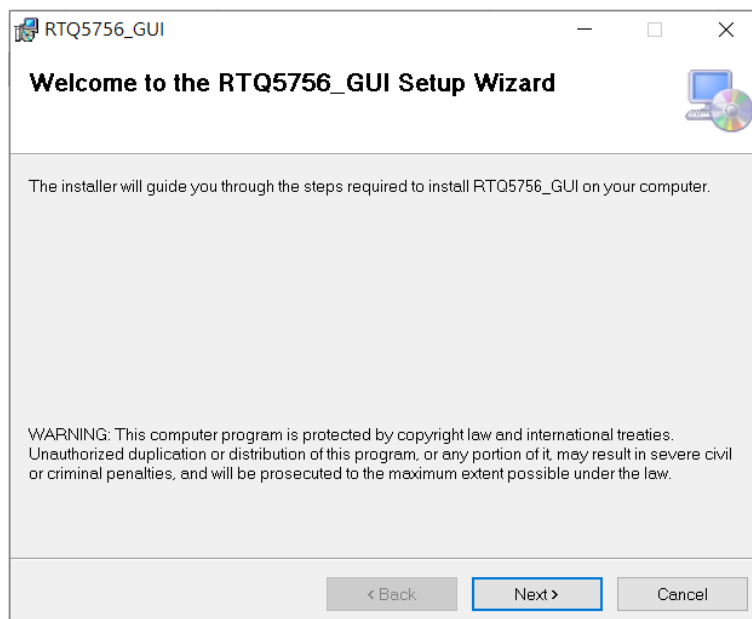 RTQ5756_GUI
Welcome to the RTQ5756_GUI Setup Wizard
The installer will guide you through the steps required to install RTQ5756_GUI on your computer.
WARNING: This computer program is protected by copyright law and international treaties.
Unauthorized duplication or distribution of this program, or any portion of it, may result in severe civil
or criminal penalties, and will be prosecuted to the maximum extent possible under the law.
< Back
Next >
Cancel